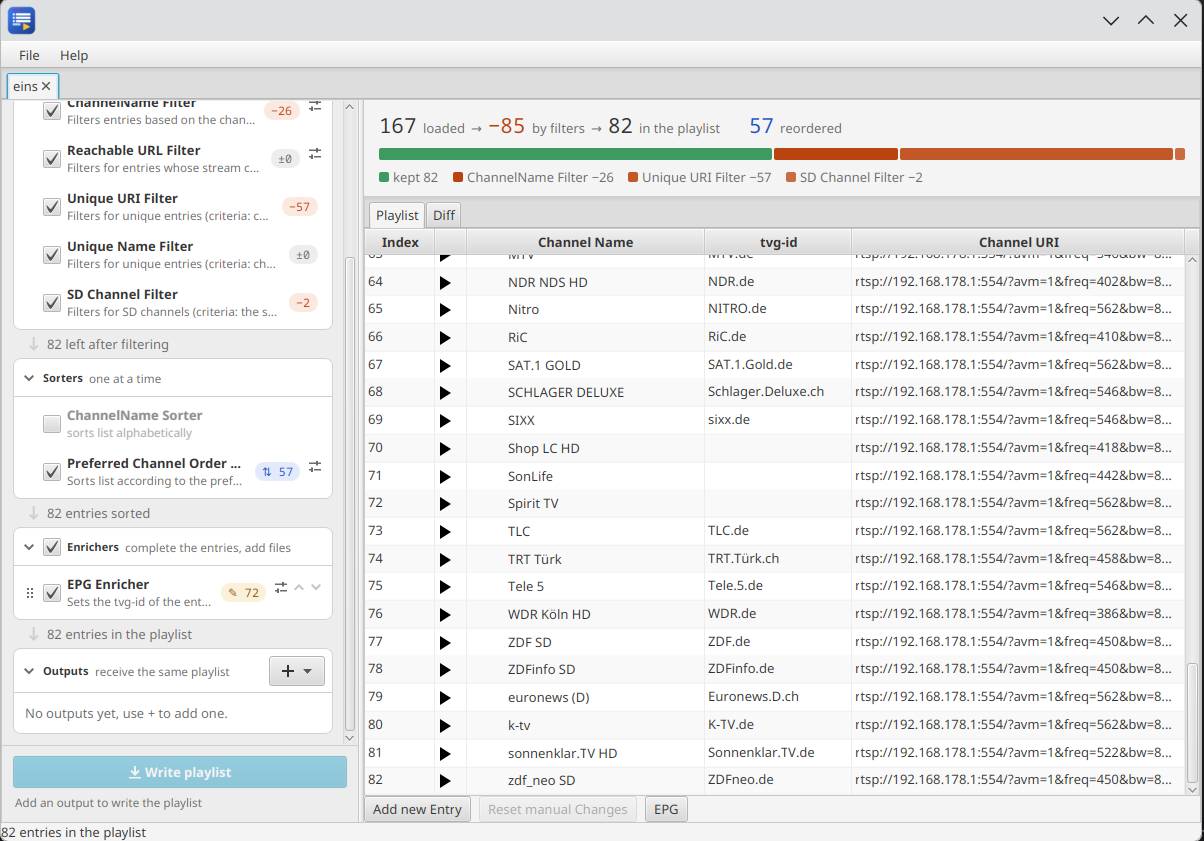 File Help
eins
ChannelName Filter
Filters entries based on the chan...
−26
Reachable URL Filter
Filters for entries whose stream c...
±0
Unique URI Filter
Filters for unique entries (criteria: c...
−57
Unique Name Filter
Filters for unique entries (criteria: ch...
±0
SD Channel Filter
Filters for SD channels (criteria: the s...
−2
82 left after filtering
Sorters one at a time
ChannelName Sorter
sorts list alphabetically
Preferred Channel Order ...
Sorts list according to the pref...
57
82 entries sorted
Enrichers complete the entries, add files
EPG Enricher
Sets the tvg-id of the ent...
72
82 entries in the playlist
Outputs receive the same playlist
+
No outputs yet, use + to add one.
Write playlist
Add an output to write the playlist
82 entries in the playlist
167 loaded → −85 by filters → 82 in the playlist 57 reordered
kept 82 ChannelName Filter −26 Unique URI Filter −57 SD Channel Filter −2
Playlist Diff
Index Channel Name tvg-id Channel URI
63 MTV MTV.de rtsp://192.168.178.1:554/?avm=1&freq=546&bw=8...
64 NDR NDS HD NDR.de rtsp://192.168.178.1:554/?avm=1&freq=402&bw=8...
65 Nitro NITRO.de rtsp://192.168.178.1:554/?avm=1&freq=562&bw=8...
66 RiC RiC.de rtsp://192.168.178.1:554/?avm=1&freq=410&bw=8...
67 SAT.1 GOLD SAT.1.Gold.de rtsp://192.168.178.1:554/?avm=1&freq=562&bw=8...
68 SCHLAGER DELUXE Schlager.Deluxe.ch rtsp://192.168.178.1:554/?avm=1&freq=546&bw=8...
69 SIXX sixx.de rtsp://192.168.178.1:554/?avm=1&freq=546&bw=8...
70 Shop LC HD rtsp://192.168.178.1:554/?avm=1&freq=418&bw=8...
71 SonLife rtsp://192.168.178.1:554/?avm=1&freq=442&bw=8...
72 Spirit TV rtsp://192.168.178.1:554/?avm=1&freq=562&bw=8...
73 TLC TLC.de rtsp://192.168.178.1:554/?avm=1&freq=562&bw=8...
74 TRT Türk TRT.Türk.ch rtsp://192.168.178.1:554/?avm=1&freq=458&bw=8...
75 Tele 5 Tele.5.de rtsp://192.168.178.1:554/?avm=1&freq=546&bw=8...
76 WDR Köln HD WDR.de rtsp://192.168.178.1:554/?avm=1&freq=386&bw=8...
77 ZDF SD ZDF.de rtsp://192.168.178.1:554/?avm=1&freq=450&bw=8...
78 ZDFinfo SD ZDFinfo.de rtsp://192.168.178.1:554/?avm=1&freq=450&bw=8...
79 euronews (D) Euronews.D.ch rtsp://192.168.178.1:554/?avm=1&freq=562&bw=8...
80 k-tv K-TV.de rtsp://192.168.178.1:554/?avm=1&freq=562&bw=8...
81 sonnenklar.TV HD Sonnenklar.TV.de rtsp://192.168.178.1:554/?avm=1&freq=522&bw=8...
82 zdf_neo SD ZDFneo.de rtsp://192.168.178.1:554/?avm=1&freq=450&bw=8...
Add new Entry Reset manual Changes EPG